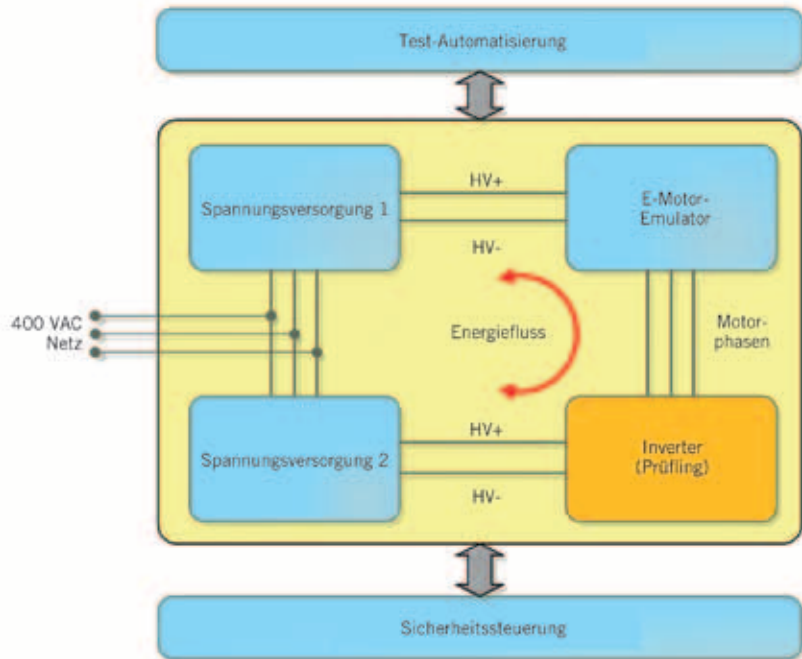 Test-Automatisierung
Spannungsversorgung 1
HV+
HV-
E-Motor-
Emulator
400 VAC
Netz
Energiefluss
Motor-
phasen
Spannungsversorgung 2
HV+
HV-
Inverter
(Prüfling)
Sicherheitssteuerung